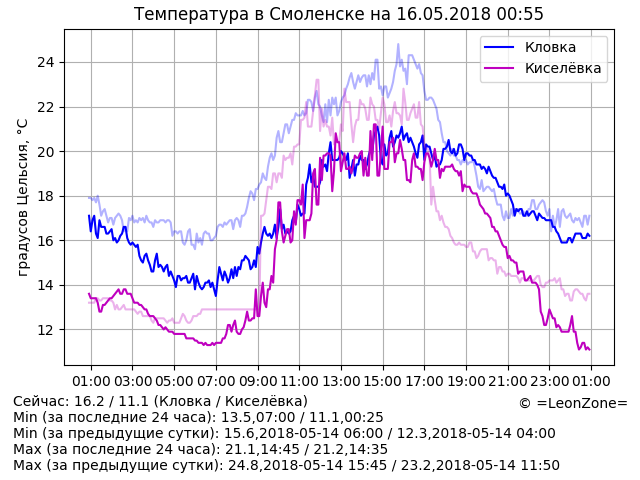 Температура в Смоленске на 16.05.2018 00:55
градусов Цельсия, °C
24
22
20
18
16
14
12
Кловка
Киселёвка
01:00 03:00 05:00 07:00 09:00 11:00 13:00 15:00 17:00 19:00 21:00 23:00 01:00
Сейчас: 16.2 / 11.1 (Кловка / Киселёвка)
© =LeonZone=
Min (за последние 24 часа): 13.5,07:00 / 11.1,00:25
Min (за предыдущие сутки): 15.6,2018-05-14 06:00 / 12.3,2018-05-14 04:00
Max (за последние 24 часа): 21.1,14:45 / 21.2,14:35
Max (за предыдущие сутки): 24.8,2018-05-14 15:45 / 23.2,2018-05-14 11:50